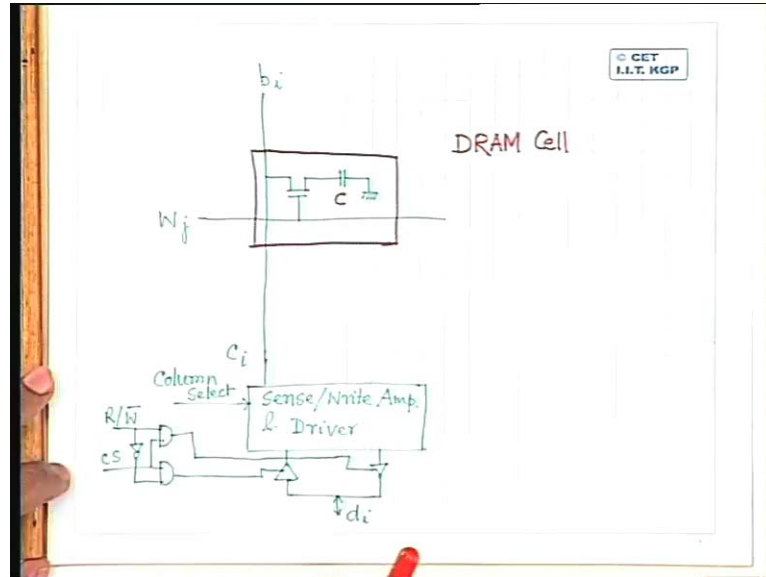 © CET
I.I.T. KGP
bi
DRAM Cell
C
Wj
Ci
Column
Select
Sense/Write Amp.
& Driver
R/W̅
CS
di